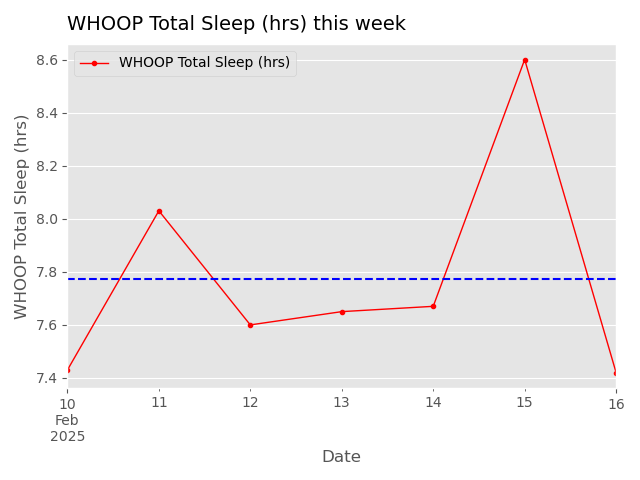 WHOOP Total Sleep (hrs) this week
WHOOP Total Sleep (hrs)
WHOOP Total Sleep (hrs)
8.6
8.4
8.2
8.0
7.8
7.6
7.4
10 11 12 13 14 15 16
Feb
2025
Date